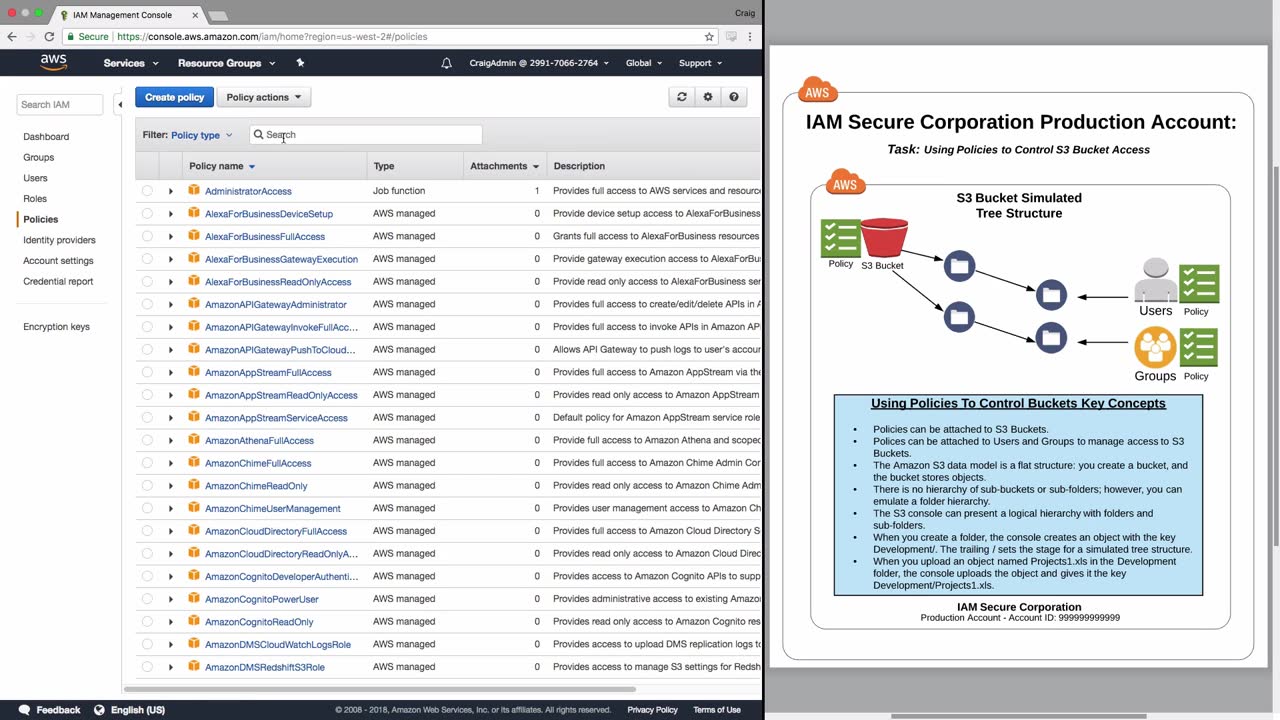 IAM Management Console
Craig
Secure https://console.aws.amazon.com/iam/home?region=us-west-2#/policies
aws Services Resource Groups CraigAdmin @ 2991-7066-2764 Global Support
Search IAM
Dashboard
Groups
Users
Roles
Policies
Identity providers
Account settings
Credential report
Encryption keys
Create policy Policy actions
Filter: Policy type Search
Policy name Type Attachments Description
AdministratorAccess Job function 1 Provides full access to AWS services and resourc
AlexaForBusinessDeviceSetup AWS managed 0 Provide device setup access to AlexaForBusiness
AlexaForBusinessFullAccess AWS managed 0 Grants full access to AlexaForBusiness resources
AlexaForBusinessGatewayExecution AWS managed 0 Provide gateway execution access to AlexaForBu
AlexaForBusinessReadOnlyAccess AWS managed 0 Provide read only access to AlexaForBusiness ser
AmazonAPIGatewayAdministrator AWS managed 0 Provides full access to create/edit/delete APIs in A
AmazonAPIGatewayInvokeFullAcc... AWS managed 0 Provides full access to invoke APIs in Amazon AP
AmazonAPIGatewayPushToCloud... AWS managed 0 Allows API Gateway to push logs to user's accour
AmazonAppStreamFullAccess AWS managed 0 Provides full access to Amazon AppStream via the
AmazonAppStreamReadOnlyAccess AWS managed 0 Provides read only access to Amazon AppStream
AmazonAppStreamServiceAccess AWS managed 0 Default policy for Amazon AppStream service role
AmazonAthenaFullAccess AWS managed 0 Provide full access to Amazon Athena and scoped
AmazonChimeFullAccess AWS managed 0 Provides full access to Amazon Chime Admin Cor
AmazonChimeReadOnly AWS managed 0 Provides read only access to Amazon Chime Adm
AmazonChimeUserManagement AWS managed 0 Provides user management access to Amazon Ch
AmazonCloudDirectoryFullAccess AWS managed 0 Provides full access to Amazon Cloud Directory S
AmazonCloudDirectoryReadOnlyA... AWS managed 0 Provides read only access to Amazon Cloud Direc
AmazonCognitoDeveloperAuthenti... AWS managed 0 Provides access to Amazon Cognito APIs to supp
AmazonCognitoPowerUser AWS managed 0 Provides administrative access to existing Amazo
AmazonCognitoReadOnly AWS managed 0 Provides read only access to Amazon Cognito res
AmazonDMSCloudWatchLogsRole AWS managed 0 Provides access to upload DMS replication logs to
AmazonDMSRedshiftS3Role AWS managed 0 Provides access to manage S3 settings for Redsh
Feedback English (US) © 2008 - 2018, Amazon Web Services, Inc. or its affiliates. All rights reserved. Privacy Policy Terms of Use
AWS
IAM Secure Corporation Production Account:
Task: Using Policies to Control S3 Bucket Access
AWS
S3 Bucket Simulated
Tree Structure
Policy S3 Bucket
Users Policy
Groups Policy
Using Policies To Control Buckets Key Concepts
• Policies can be attached to S3 Buckets.
• Polices can be attached to Users and Groups to manage access to S3
Buckets.
• The Amazon S3 data model is a flat structure: you create a bucket, and
the bucket stores objects.
• There is no hierarchy of sub-buckets or sub-folders; however, you can
emulate a folder hierarchy.
• The S3 console can present a logical hierarchy with folders and
sub-folders.
• When you create a folder, the console creates an object with the key
Development/. The trailing / sets the stage for a simulated tree structure.
• When you upload an object named Projects1.xls in the Development
folder, the console uploads the object and gives it the key
Development/Projects1.xls.
IAM Secure Corporation
Production Account - Account ID: 999999999999